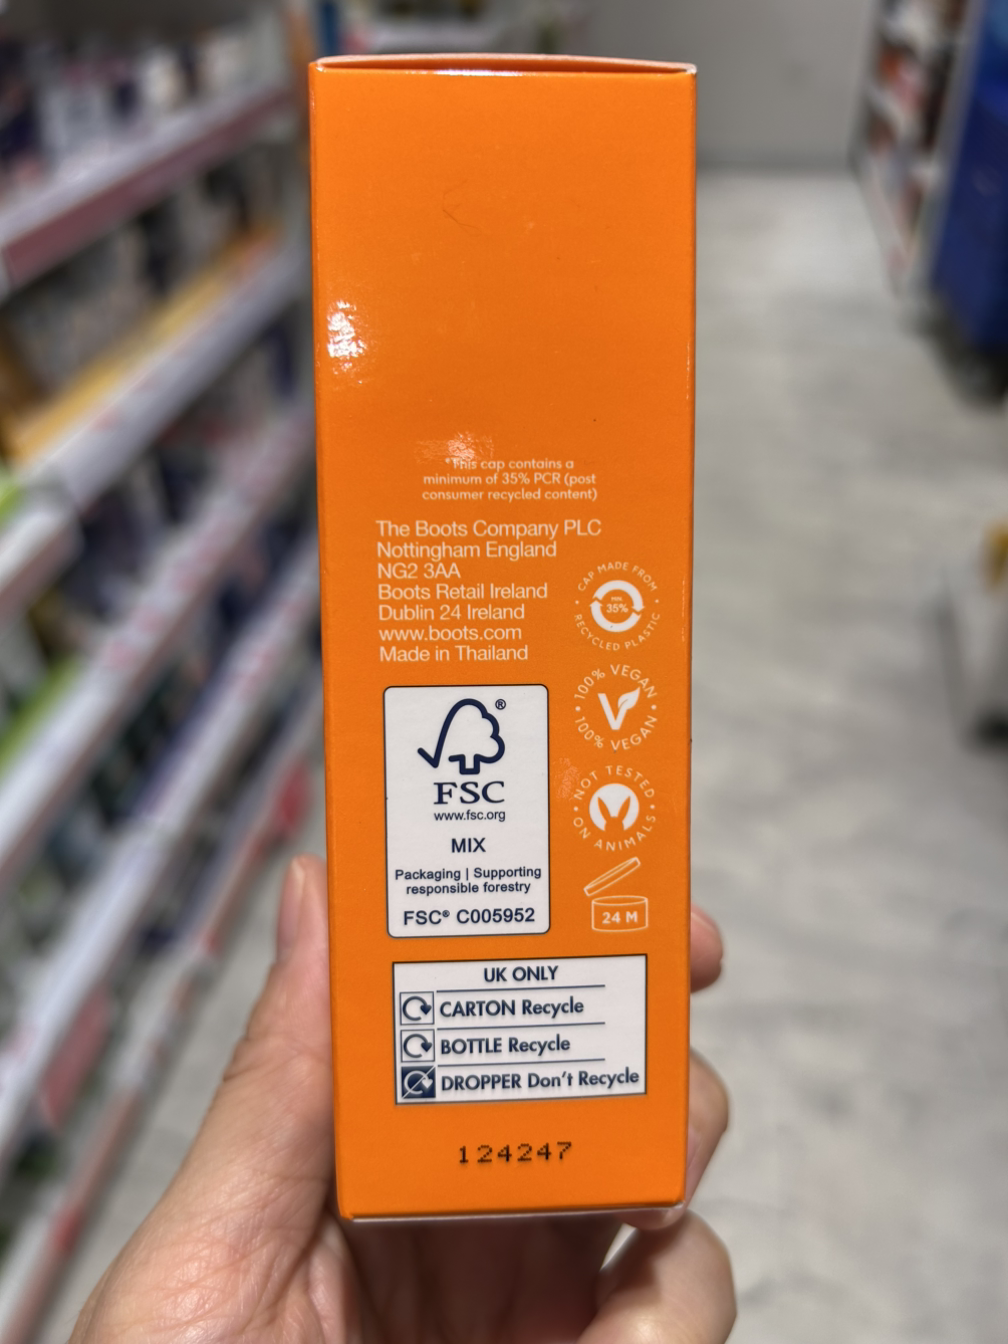 *This cap contains a
minimum of 35% PCR (post
consumer recycled content)
The Boots Company PLC
Nottingham England
NG2 3AA
Boots Retail Ireland
Dublin 24 Ireland
www.boots.com
Made in Thailand
CAP MADE FROM
35%
RECYCLED PLASTIC
100% VEGAN
100% VEGAN
NOT TESTED
ON ANIMALS
24 M
®
FSC
www.fsc.org
MIX
Packaging | Supporting
responsible forestry
FSC® C005952
UK ONLY
CARTON Recycle
BOTTLE Recycle
DROPPER Don't Recycle
124247